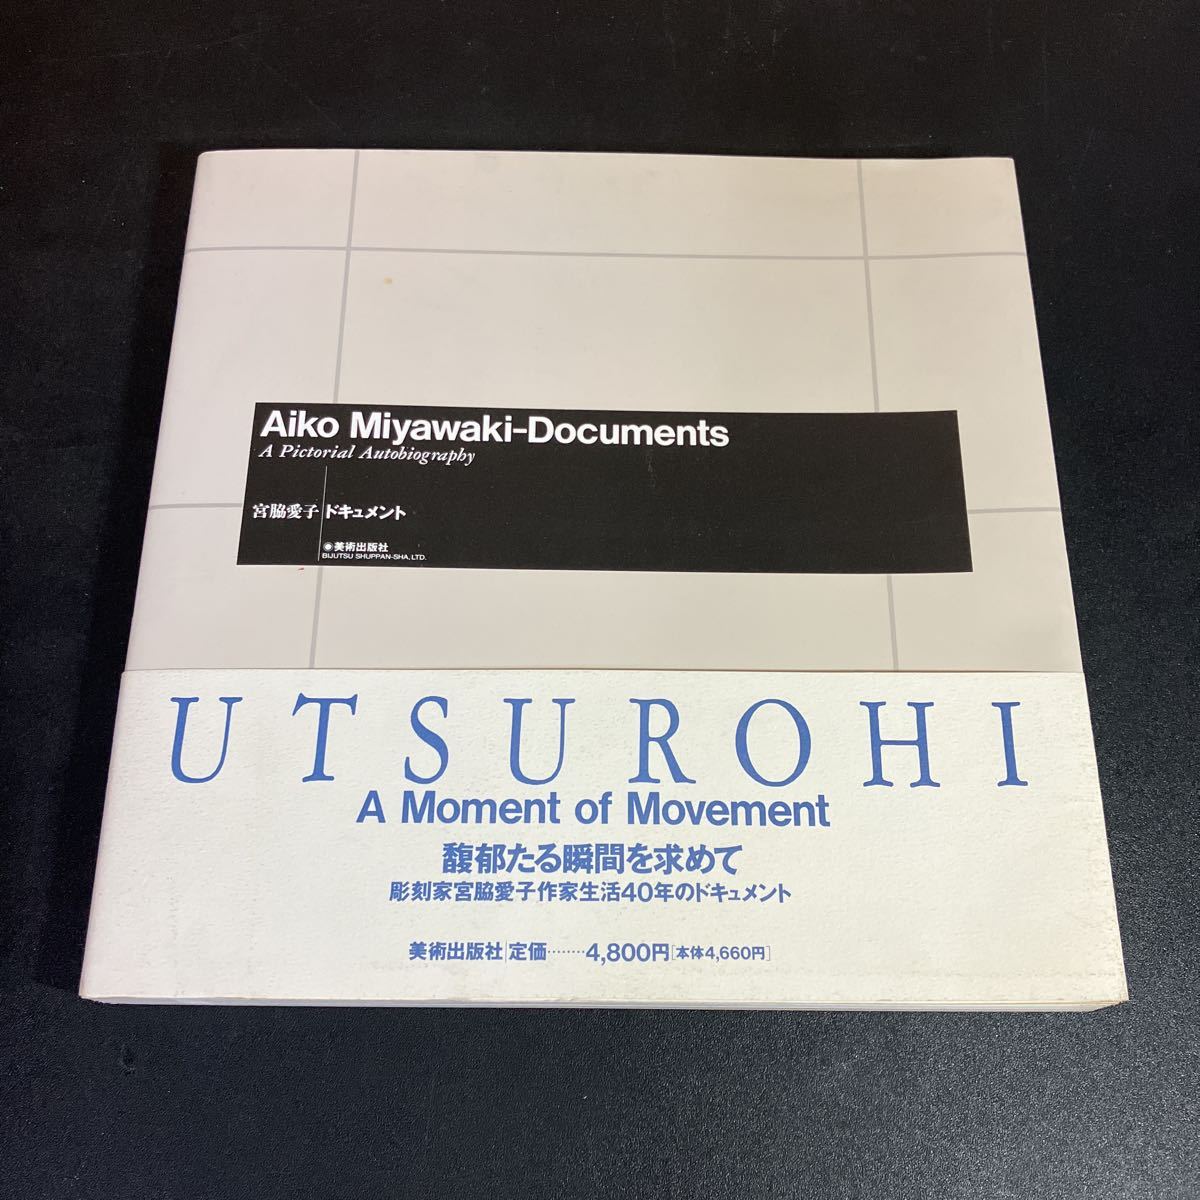 Aiko Miyawaki-Documents
A Pictorial Autobiography
宮脇愛子|ドキュメント
美術出版社
BIJUTSU SHUPPAN-SHA, LTD.
UTSUROHI
A Moment of Movement
馥郁たる瞬間を求めて
彫刻家宮脇愛子作家生活40年のドキュメント
美術出版社|定価········4,800円[本体4,660円]